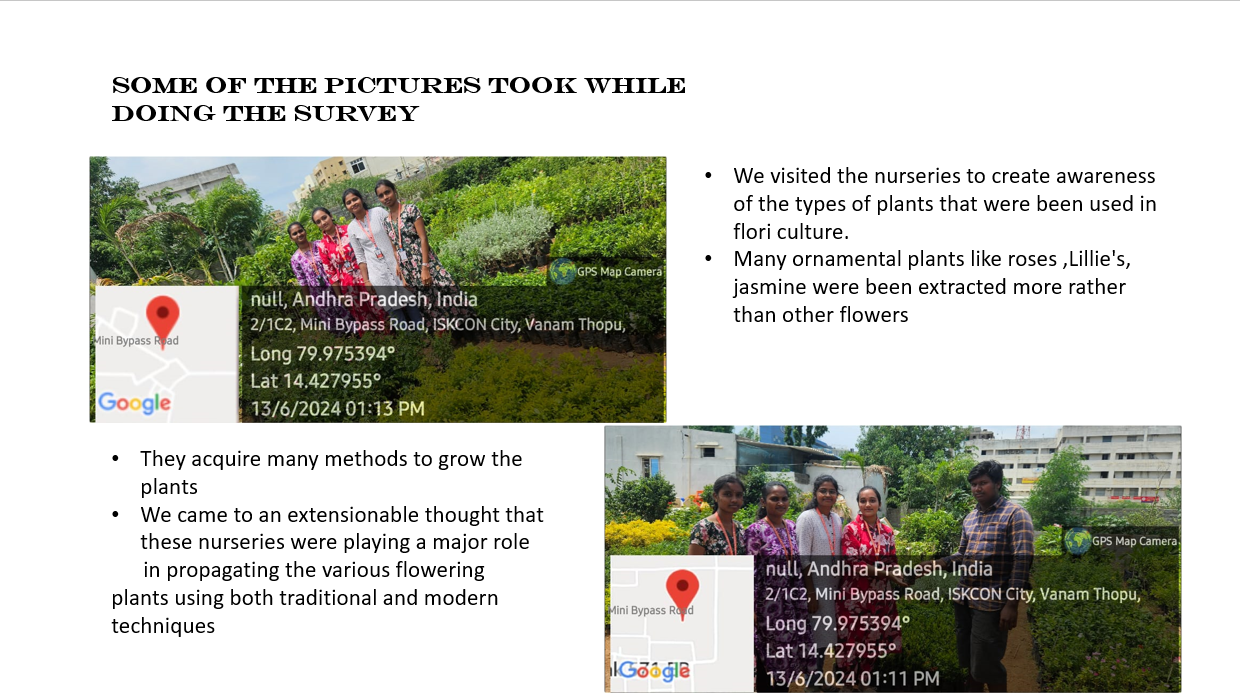 SOME OF THE PICTURES TOOK WHILE
DOING THE SURVEY
GPS Map Camera
null, Andhra Pradesh, India
2/1C2, Mini Bypass Road, ISKCON City, Vanam Thopu,
Long 79.975394°
Lat 14.427955°
13/6/2024 01:13 PM
Mini Bypass Road
Google
• We visited the nurseries to create awareness
of the types of plants that were been used in
flori culture.
• Many ornamental plants like roses ,Lillie's,
jasmine were been extracted more rather
than other flowers
• They acquire many methods to grow the
plants
• We came to an extensionable thought that
these nurseries were playing a major role
in propagating the various flowering
plants using both traditional and modern
techniques
GPS Map Camera
null, Andhra Pradesh, India
2/1C2, Mini Bypass Road, ISKCON City, Vanam Thopu,
Long 79.975394°
Lat 14.427955°
13/6/2024 01:11 PM
Mini Bypass Road
Google